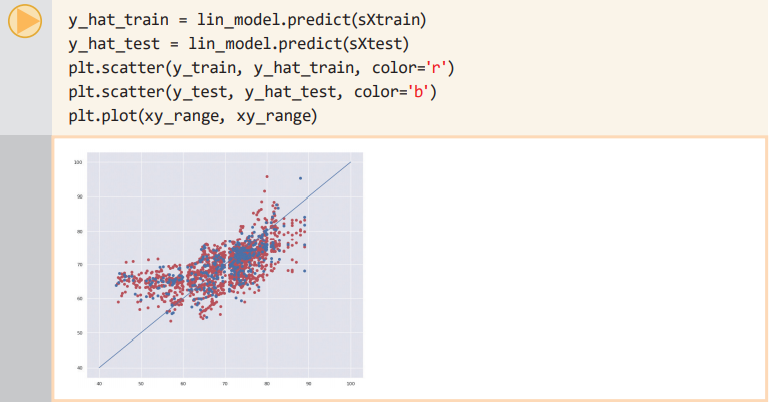 y_hat_train = lin_model.predict(sXtrain)
y_hat_test = lin_model.predict(sXtest)
plt.scatter(y_train, y_hat_train, color='r')
plt.scatter(y_test, y_hat_test, color='b')
plt.plot(xy_range, xy_range)
100
90
80
70
60
50
40
40 50 60 70 80 90 100